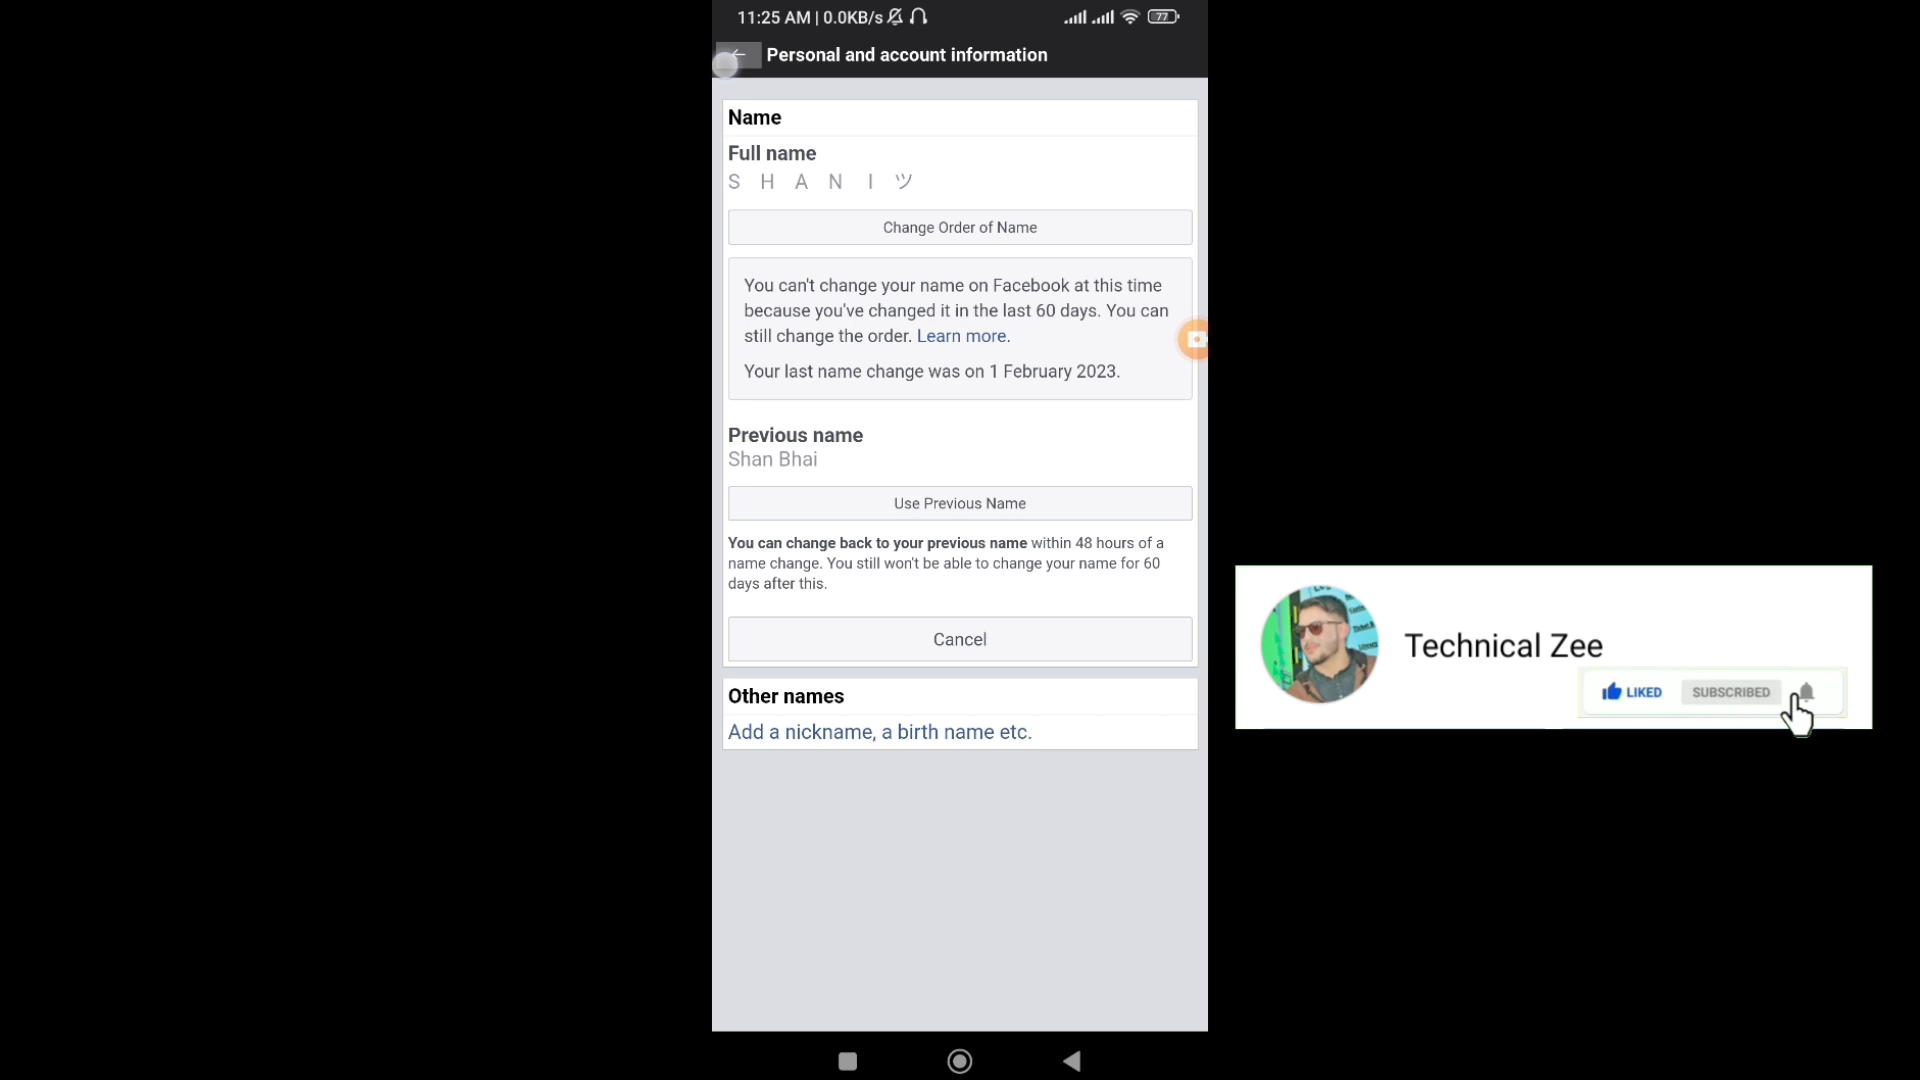 11:25 AM | 0.0KB/s
77
Personal and account information
Name
Full name
S H A N I ツ
Change Order of Name
You can't change your name on Facebook at this time
because you've changed it in the last 60 days. You can
still change the order. Learn more.
Your last name change was on 1 February 2023.
Previous name
Shan Bhai
Use Previous Name
You can change back to your previous name within 48 hours of a
name change. You still won't be able to change your name for 60
days after this.
Cancel
Other names
Add a nickname, a birth name etc.
Technical Zee
LIKED
SUBSCRIBED